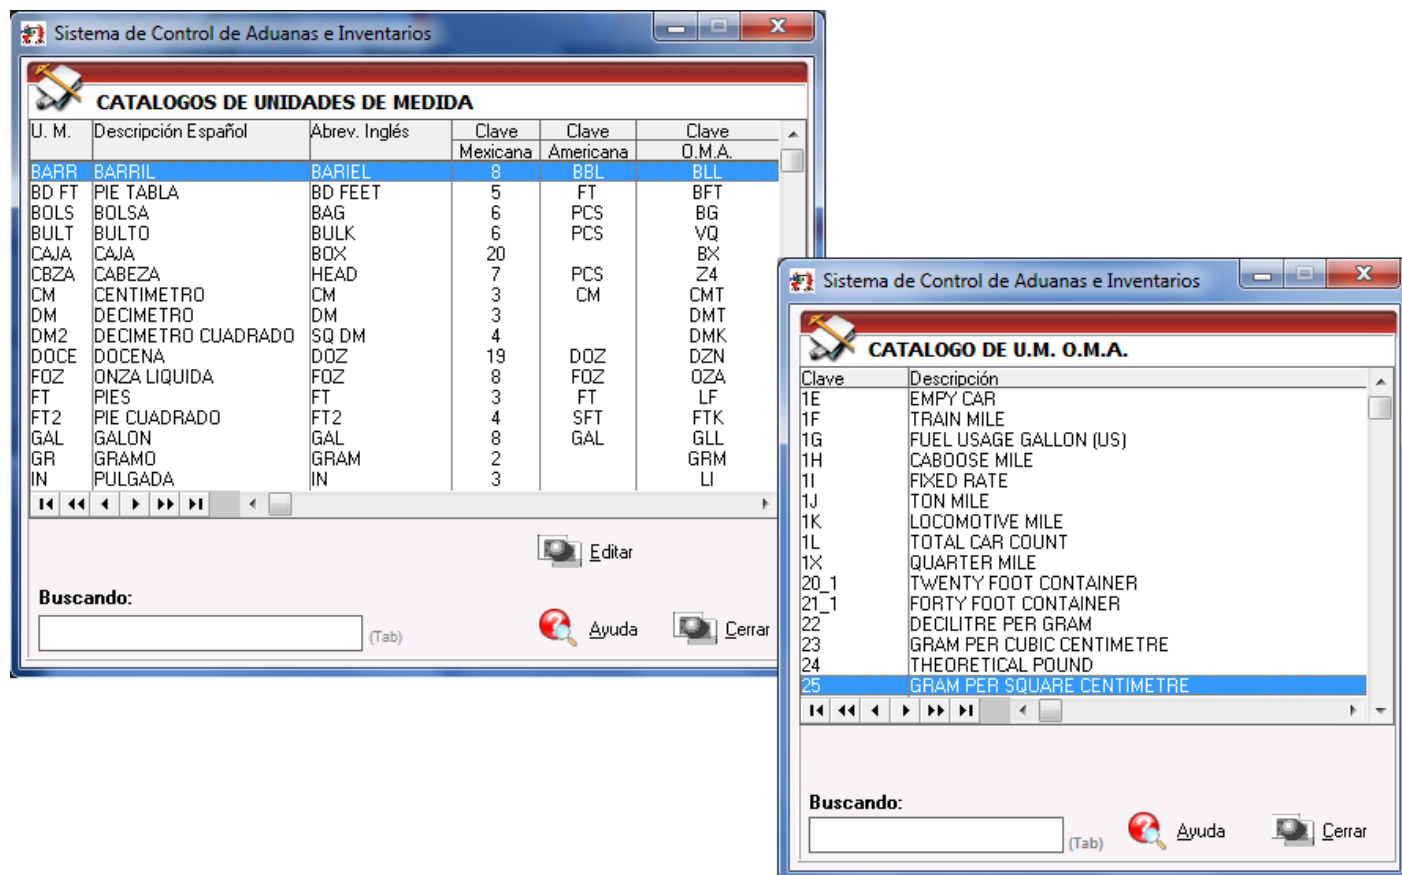 Sistema de Control de Aduanas e Inventarios
CATALOGOS DE UNIDADES DE MEDIDA
U. M. Descripción Español Abrev. Inglés Clave Mexicana Clave Americana Clave O.M.A.
BARR BARRIL BARIEL 8 BBL BLL
BD FT PIE TABLA BD FEET 5 FT BFT
BOLS BOLSA BAG 6 PCS BG
BULT BULTO BULK 6 PCS VQ
CAJA CAJA BOX 20 BX
CBZA CABEZA HEAD 7 PCS Z4
CM CENTIMETRO CM 3 CM CMT
DM DECIMETRO DM 3 DMT
DM2 DECIMETRO CUADRADO SQ DM 4 DMK
DOCE DOCENA DOZ 19 DOZ DZN
FOZ ONZA LIQUIDA FOZ 8 FOZ OZA
FT PIES FT 3 FT LF
FT2 PIE CUADRADO FT2 4 SFT FTK
GAL GALON GAL 8 GAL GLL
GR GRAMO GRAM 2 GRM
IN PULGADA IN 3 LI
Editar
Buscando:
(Tab)
Ayuda
Cerrar
Sistema de Control de Aduanas e Inventarios
CATALOGO DE U.M. O.M.A.
Clave Descripción
1E EMPY CAR
1F TRAIN MILE
1G FUEL USAGE GALLON (US)
1H CABOOSE MILE
1I FIXED RATE
1J TON MILE
1K LOCOMOTIVE MILE
1L TOTAL CAR COUNT
1X QUARTER MILE
20_1 TWENTY FOOT CONTAINER
21_1 FORTY FOOT CONTAINER
22 DECILITRE PER GRAM
23 GRAM PER CUBIC CENTIMETRE
24 THEORETICAL POUND
25 GRAM PER SQUARE CENTIMETRE
Buscando:
(Tab)
Ayuda
Cerrar